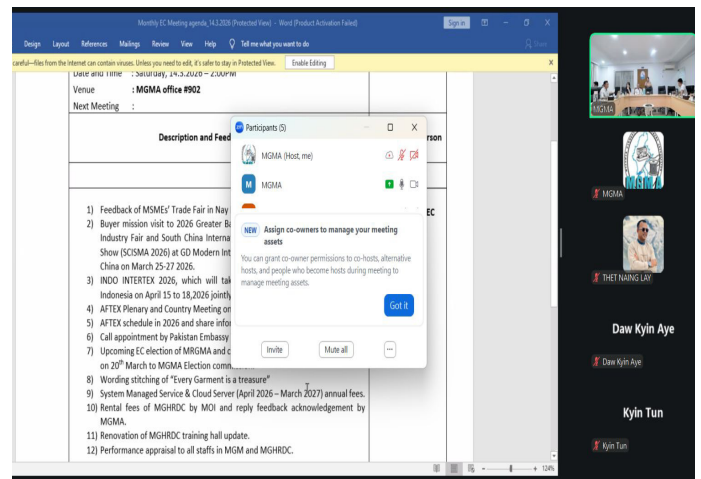 Monthly EC Meeting agenda_14.3.2026 (Protected View) - Word (Product Activation Failed)
Sign in
Design Layout References Mailings Review View Help Tell me what you want to do
Share
careful—files from the Internet can contain viruses. Unless you need to edit, it's safer to stay in Protected View. Enable Editing
Date and Time : Saturday, 14.3.2026 – 2:00PM
Venue : MGMA office #902
Next Meeting :
Description and Feed
rson
EC
1) Feedback of MSMEs' Trade Fair in Nay
2) Buyer mission visit to 2026 Greater Ba
Industry Fair and South China Interna
Show (SCISMA 2026) at GD Modern Int
China on March 25-27 2026.
3) INDO INTERTEX 2026, which will tak
Indonesia on April 15 to 18,2026 jointly
4) AFTEX Plenary and Country Meeting on
5) AFTEX schedule in 2026 and share infor
6) Call appointment by Pakistan Embassy
7) Upcoming EC election of MRGMA and c
on 20th March to MGMA Election comm
8) Wording stitching of "Every Garment is a treasure"
9) System Managed Service & Cloud Server (April 2026 – March 2027) annual fees.
10) Rental fees of MGHRDC by MOI and reply feedback acknowledgement by
MGMA.
11) Renovation of MGHRDC training hall update.
12) Performance appraisal to all staffs in MGM and MGHRDC.
124%
Participants (5)
MGMA (Host, me)
M MGMA
NEW Assign co-owners to manage your meeting
assets
You can grant co-owner permissions to co-hosts, alternative
hosts, and people who become hosts during meeting to
manage meeting assets.
Got it
Invite Mute all
MGMA
MGMA
MGMA
THET NAING LAY
Daw Kyin Aye
Daw Kyin Aye
Kyin Tun
Kyin Tun